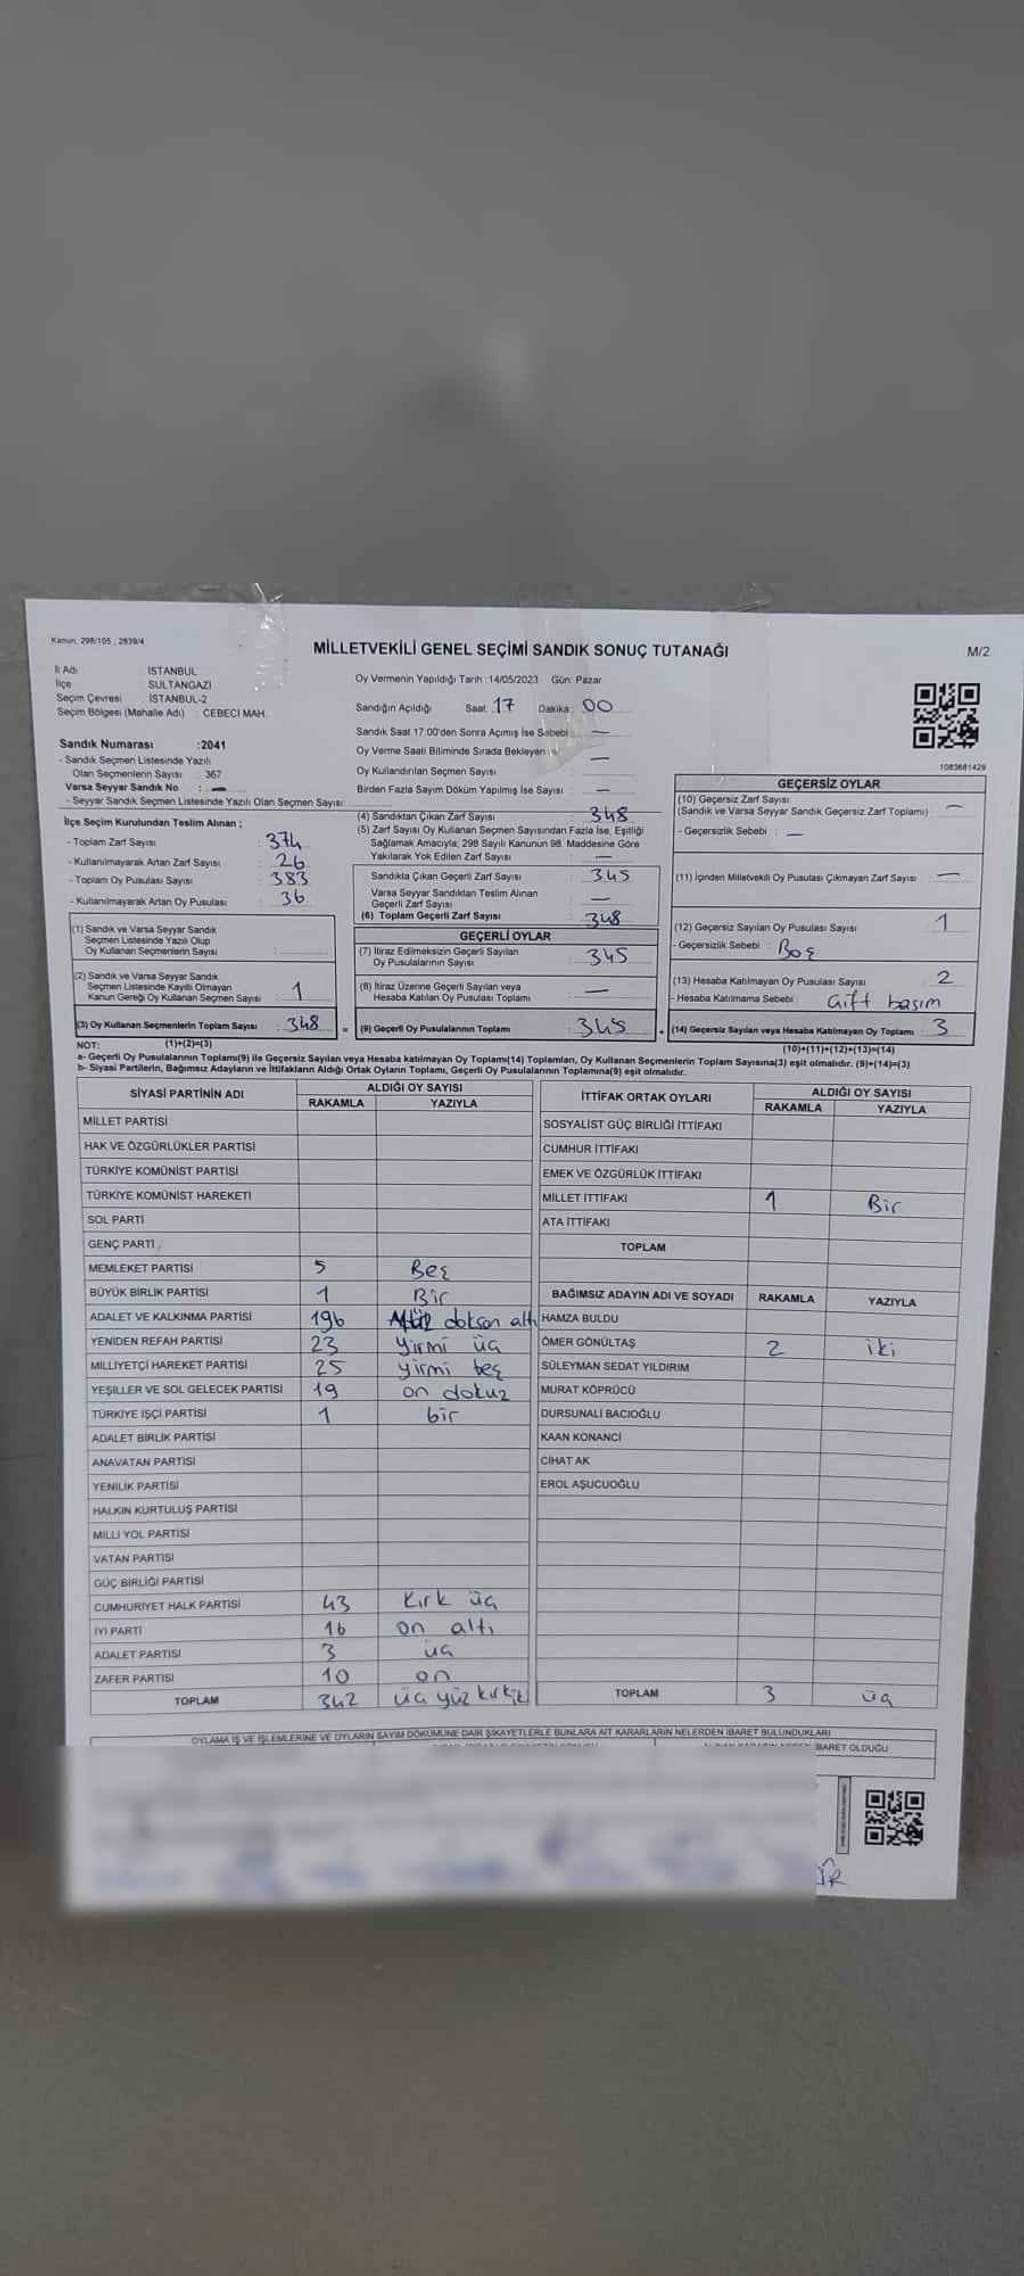 Kanun: 298/105 ; 2839/4
MİLLETVEKİLİ GENEL SEÇİMİ SANDIK SONUÇ TUTANAĞI
M/2
İl Adı İSTANBUL
İlçe SULTANGAZİ
Seçim Çevresi İSTANBUL-2
Seçim Bölgesi (Mahalle Adı) : CEBECİ MAH.
Sandık Numarası :2041
- Sandık Seçmen Listesinde Yazılı
Olan Seçmenlerin Sayısı : 367
Varsa Seyyar Sandık No : —
- Seyyar Sandık Seçmen Listesinde Yazılı Olan Seçmen Sayısı:
İlçe Seçim Kurulundan Teslim Alınan :
- Toplam Zarf Sayısı : 374
- Kullanılmayarak Artan Zarf Sayısı : 26
- Toplam Oy Pusulası Sayısı : 383
- Kullanılmayarak Artan Oy Pusulası : 36
(1) Sandık ve Varsa Seyyar Sandık
Seçmen Listesinde Yazılı Olup
Oy Kullanan Seçmenlerin Sayısı :
(2) Sandık ve Varsa Seyyar Sandık
Seçmen Listesinde Kayıtlı Olmayan
Kanun Gereği Oy Kullanan Seçmen Sayısı : 1
(3) Oy Kullanan Seçmenlerin Toplam Sayısı : 348
(1)+(2)=(3)
Oy Vermenin Yapıldığı Tarih :14/05/2023 Gün: Pazar
Sandığın Açıldığı Saat: 17 Dakika: 00
Sandık Saat 17:00'den Sonra Açımış İse Sebebi: —
Oy Verme Saati Bitiminde Sırada Bekleyen ve —
Oy Kullandırılan Seçmen Sayısı :
Birden Fazla Sayım Döküm Yapılmış İse Sayısı : —
(4) Sandıktan Çıkan Zarf Sayısı : 348
(5) Zarf Sayısı Oy Kullanan Seçmen Sayısından Fazla İse, Eşitliği
Sağlamak Amacıyla; 298 Sayılı Kanunun 98. Maddesine Göre
Yakılarak Yok Edilen Zarf Sayısı : —
Sandıkta Çıkan Geçerli Zarf Sayısı : 345
Varsa Seyyar Sandıktan Teslim Alınan
Geçerli Zarf Sayısı : —
(6) Toplam Geçerli Zarf Sayısı : 348
GEÇERLİ OYLAR
(7) İtiraz Edilmeksizin Geçerli Sayılan
Oy Pusulalarının Sayısı : 345
(8) İtiraz Üzerine Geçerli Sayılan veya
Hesaba Katılan Oy Pusulası Toplamı : —
= (9) Geçerli Oy Pusulalarının Toplamı : 345
1083681429
GEÇERSİZ OYLAR
(10) Geçersiz Zarf Sayısı
(Sandık ve Varsa Seyyar Sandık Geçersiz Zarf Toplamı) : —
- Geçersizlik Sebebi : —
(11) İçinden Milletvekili Oy Pusulası Çıkmayan Zarf Sayısı : —
(12) Geçersiz Sayılan Oy Pusulası Sayısı : 1
- Geçersizlik Sebebi : Boş
(13) Hesaba Katılmayan Oy Pusulası Sayısı : 2
- Hesaba Katılmama Sebebi : Çift basım
+ (14) Geçersiz Sayılan veya Hesaba Katılmayan Oy Toplamı : 3
(10)+(11)+(12)+(13)=(14)
NOT:
a- Geçerli Oy Pusulalarının Toplamı(9) ile Geçersiz Sayılan veya Hesaba katılmayan Oy Toplamı(14) Toplamları, Oy Kullanan Seçmenlerin Toplam Sayısına(3) eşit olmalıdır. (9)+(14)=(3)
b- Siyasi Partilerin, Bağımsız Adayların ve İttifakların Aldığı Ortak Oyların Toplamı, Geçerli Oy Pusulalarının Toplamına(9) eşit olmalıdır.
SİYASİ PARTİNİN ADI ALDIĞI OY SAYISI
RAKAMLA YAZIYLA
MİLLET PARTİSİ
HAK VE ÖZGÜRLÜKLER PARTİSİ
TÜRKİYE KOMÜNİST PARTİSİ
TÜRKİYE KOMÜNİST HAREKETİ
SOL PARTİ
GENÇ PARTİ
MEMLEKET PARTİSİ 5 Beş
BÜYÜK BİRLİK PARTİSİ 1 Bir
ADALET VE KALKINMA PARTİSİ 196 doksan altı
YENİDEN REFAH PARTİSİ 23 yirmi üç
MİLLİYETÇİ HAREKET PARTİSİ 25 yirmi beş
YEŞİLLER VE SOL GELECEK PARTİSİ 19 on dokuz
TÜRKİYE İŞÇİ PARTİSİ 1 bir
ADALET BİRLİK PARTİSİ
ANAVATAN PARTİSİ
YENİLİK PARTİSİ
HALKIN KURTULUŞ PARTİSİ
MİLLİ YOL PARTİSİ
VATAN PARTİSİ
GÜÇ BİRLİĞİ PARTİSİ
CUMHURİYET HALK PARTİSİ 43 Kırk üç
İYİ PARTİ 16 on altı
ADALET PARTİSİ 3 üç
ZAFER PARTİSİ 10 on
TOPLAM 342 üç yüz kırk iki
İTTİFAK ORTAK OYLARI ALDIĞI OY SAYISI
RAKAMLA YAZIYLA
SOSYALİST GÜÇ BİRLİĞİ İTTİFAKI
CUMHUR İTTİFAKI
EMEK VE ÖZGÜRLÜK İTTİFAKI
MİLLET İTTİFAKI 1 Bir
ATA İTTİFAKI
TOPLAM
BAĞIMSIZ ADAYIN ADI VE SOYADI RAKAMLA YAZIYLA
HAMZA BULDU
ÖMER GÖNÜLTAŞ 2 iki
SÜLEYMAN SEDAT YILDIRIM
MURAT KÖPRÜCÜ
DURSUNALİ BACIOĞLU
KAAN KONANCI
CİHAT AK
EROL AŞUCUOĞLU
TOPLAM 3 üç
OYLAMA İŞ VE İŞLEMLERİNE VE OYLARIN SAYIM DÖKÜMÜNE DAİR ŞİKAYETLERLE BUNLARA AİT KARARLARIN NELERDEN İBARET BULUNDUKLARI
İBARET OLDUĞU